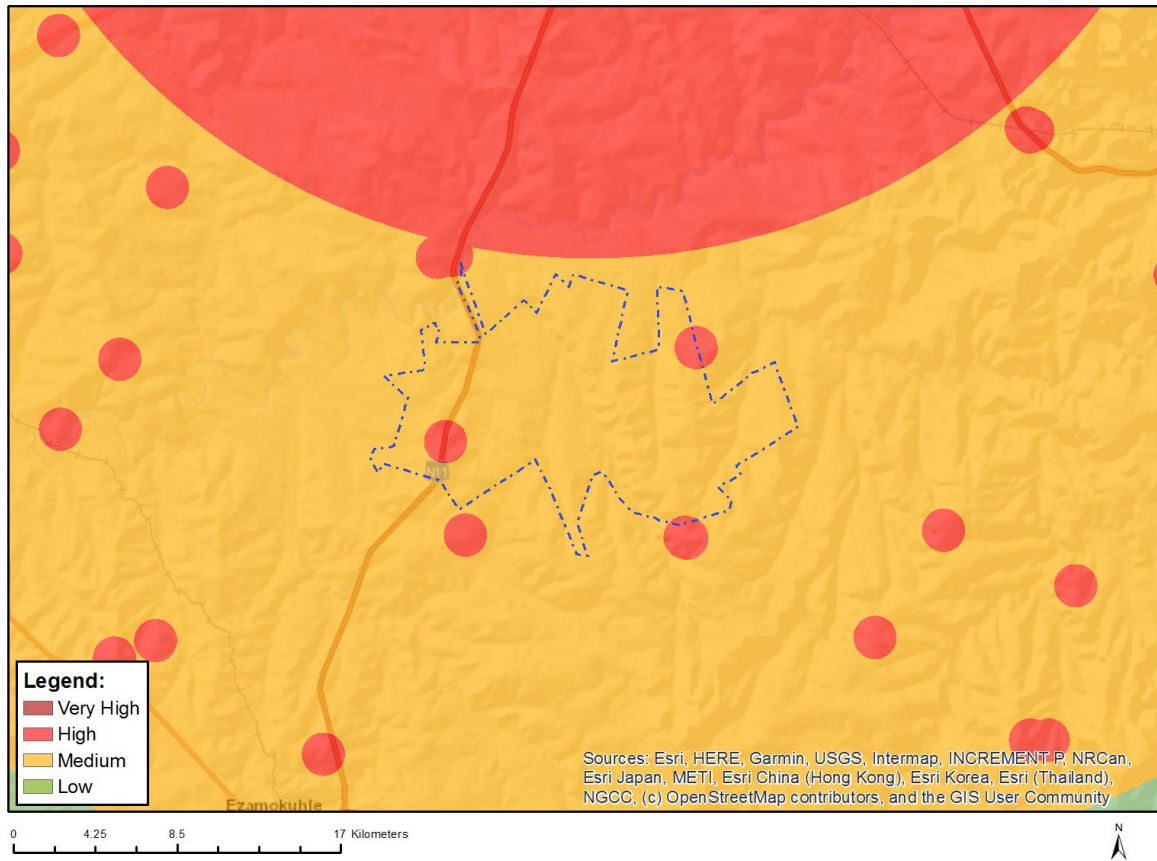 N11
Legend:
Very High
High
Medium
Low
Sources: Esri, HERE, Garmin, USGS, Intermap, INCREMENT P, NRCan,
Esri Japan, METI, Esri China (Hong Kong), Esri Korea, Esri (Thailand),
NGCC, (c) OpenStreetMap contributors, and the GIS User Community
Ezamokuhle
0 4.25 8.5 17 Kilometers
N